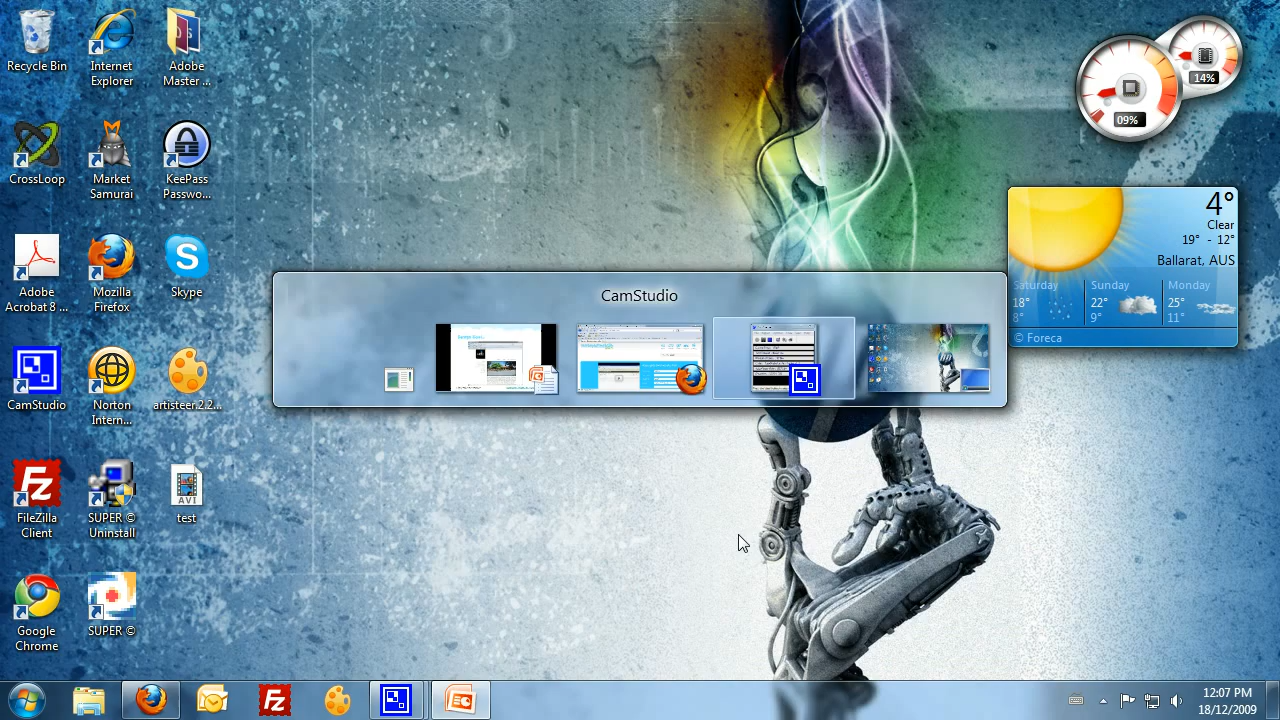 Recycle Bin
Internet
Explorer
Adobe
Master ...
CrossLoop
Market
Samurai
KeePass
Passwo...
Adobe
Acrobat 8 ...
Mozilla
Firefox
Skype
CamStudio
Norton
Intern...
artisteer.2.2...
FileZilla
Client
SUPER ©
Uninstall
AVI
test
Google
Chrome
SUPER ©
CamStudio
14%
09%
4°
Clear
19° - 12°
Ballarat, AUS
Saturday
18°
8°
Sunday
22°
9°
Monday
25°
11°
© Foreca
12:07 PM
18/12/2009